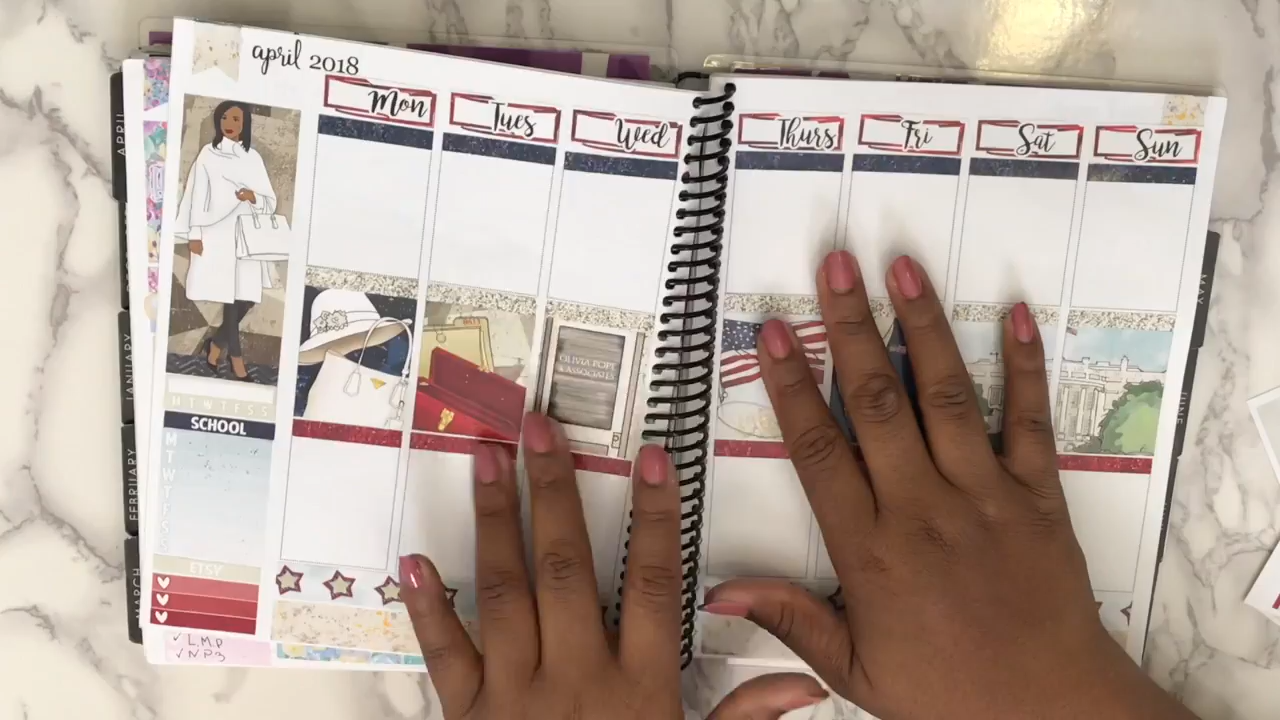 april 2018
Mon
Tues
Wed
Thurs
Fri
Sat
Sun
OLIVIA POPE
& ASSOCIATES
M T W T F S S
SCHOOL
M
T
W
T
F
S
S
ETSY
✓ L.M.P
✓ NP3
APRIL
JANUARY
FEBRUARY
MARCH
MAY
JUNE